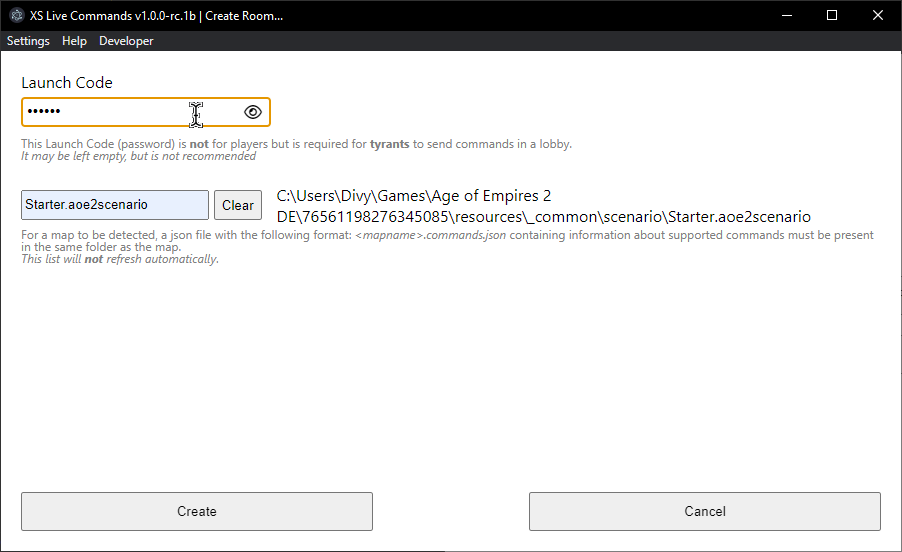 XS Live Commands v1.0.0-rc.1b | Create Room...
Settings Help Developer
Launch Code
••••••
This Launch Code (password) is not for players but is required for tyrants to send commands in a lobby.
It may be left empty, but is not recommended
Starter.aoe2scenario Clear
C:\Users\Divy\Games\Age of Empires 2
DE\76561198276345085\resources\_common\scenario\Starter.aoe2scenario
For a map to be detected, a json file with the following format: <mapname>.commands.json containing information about supported commands must be present
in the same folder as the map.
This list will not refresh automatically.
Create Cancel